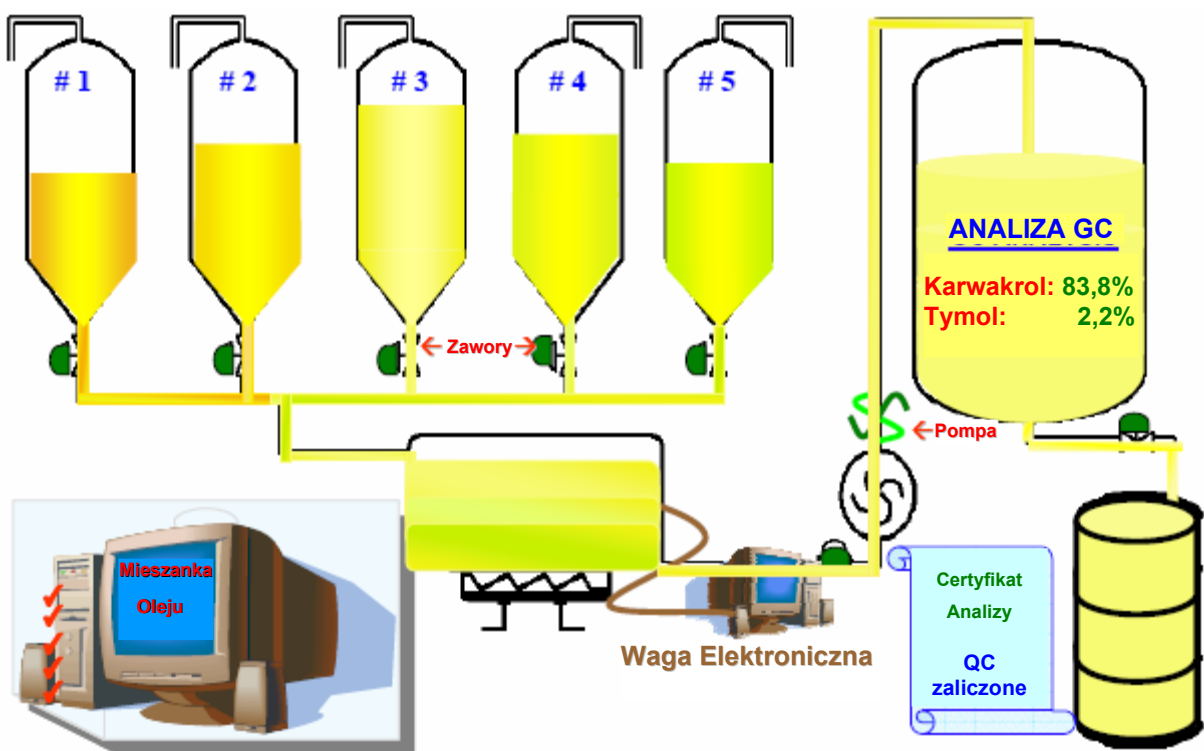 # 1
# 2
# 3
# 4
# 5
ANALIZA GC
Karwakrol: 83,8%
Tymol: 2,2%
← Zawory →
← Pompa
Mieszanka
Oleju
Waga Elektroniczna
Certyfikat
Analizy
QC
zaliczone